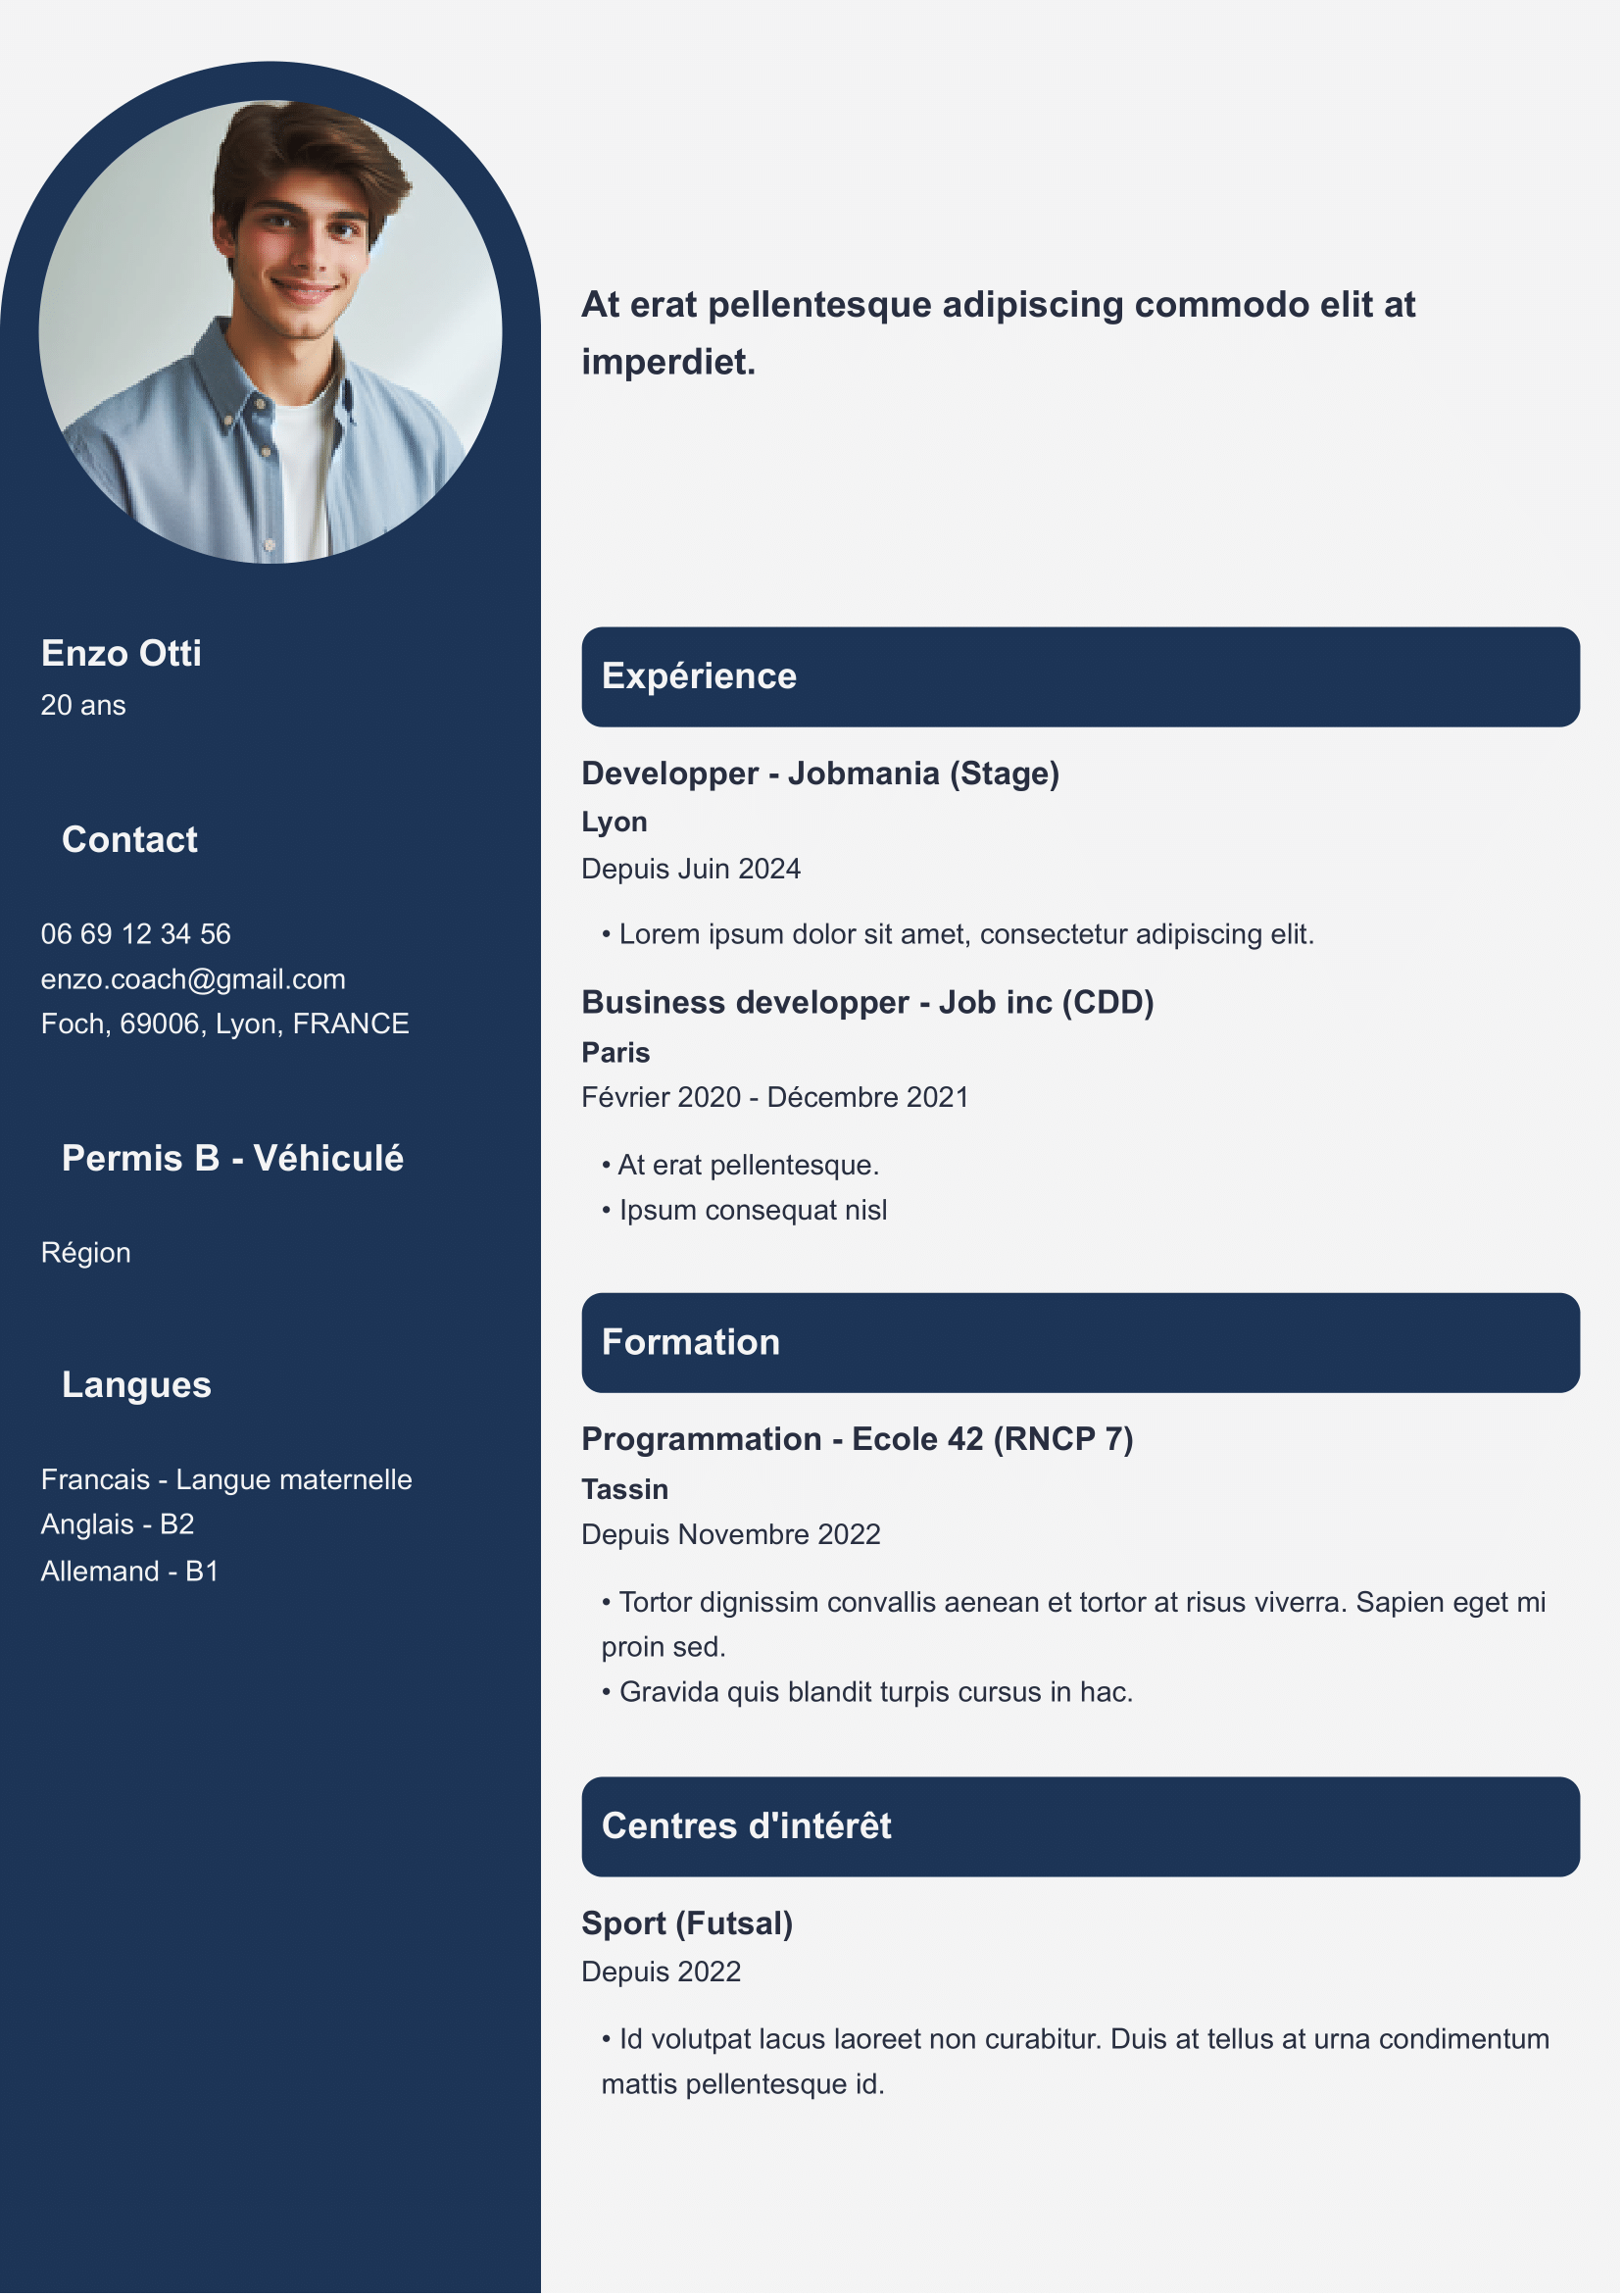 Enzo Otti
20 ans
Contact
06 69 12 34 56
enzo.coach@gmail.com
Foch, 69006, Lyon, FRANCE
Permis B - Véhiculé
Région
Langues
Francais - Langue maternelle
Anglais - B2
Allemand - B1
At erat pellentesque adipiscing commodo elit at
imperdiet.
Expérience
Developper - Jobmania (Stage)
Lyon
Depuis Juin 2024
• Lorem ipsum dolor sit amet, consectetur adipiscing elit.
Business developper - Job inc (CDD)
Paris
Février 2020 - Décembre 2021
• At erat pellentesque.
• Ipsum consequat nisl
Formation
Programmation - Ecole 42 (RNCP 7)
Tassin
Depuis Novembre 2022
• Tortor dignissim convallis aenean et tortor at risus viverra. Sapien eget mi
proin sed.
• Gravida quis blandit turpis cursus in hac.
Centres d'intérêt
Sport (Futsal)
Depuis 2022
• Id volutpat lacus laoreet non curabitur. Duis at tellus at urna condimentum
mattis pellentesque id.